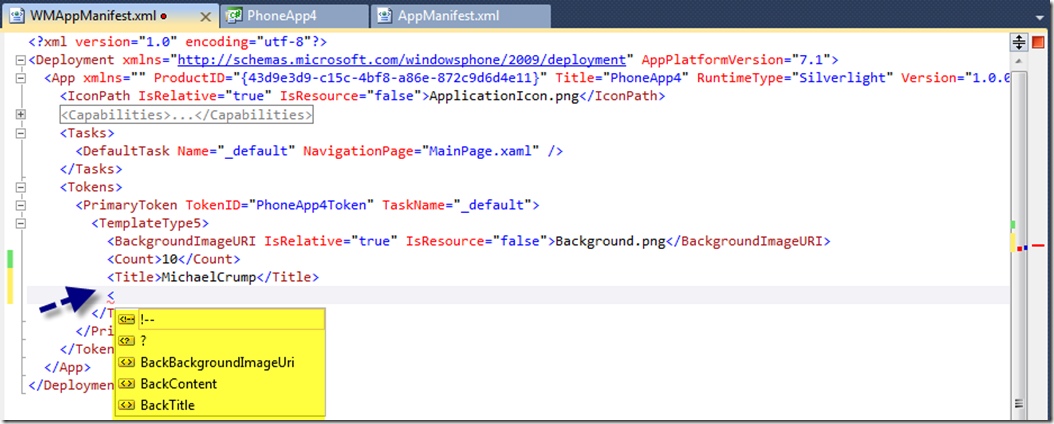 WMAppManifest.xml PhoneApp4 AppManifest.xml
<?xml version="1.0" encoding="utf-8"?>
<Deployment xmlns="http://schemas.microsoft.com/windowsphone/2009/deployment" AppPlatformVersion="7.1">
<App xmlns="" ProductID="{43d9e3d9-c15c-4bf8-a86e-872c9d6d4e11}" Title="PhoneApp4" RuntimeType="Silverlight" Version="1.0.0
<IconPath IsRelative="true" IsResource="false">ApplicationIcon.png</IconPath>
<Capabilities>...</Capabilities>
<Tasks>
<DefaultTask Name="_default" NavigationPage="MainPage.xaml" />
</Tasks>
<Tokens>
<PrimaryToken TokenID="PhoneApp4Token" TaskName="_default">
<TemplateType5>
<BackgroundImageURI IsRelative="true" IsResource="false">Background.png</BackgroundImageURI>
<Count>10</Count>
<Title>MichaelCrump</Title>
<
</T
!--
</Pri
?
</Token
BackBackgroundImageUri
</App>
BackContent
</Deployment
BackTitle